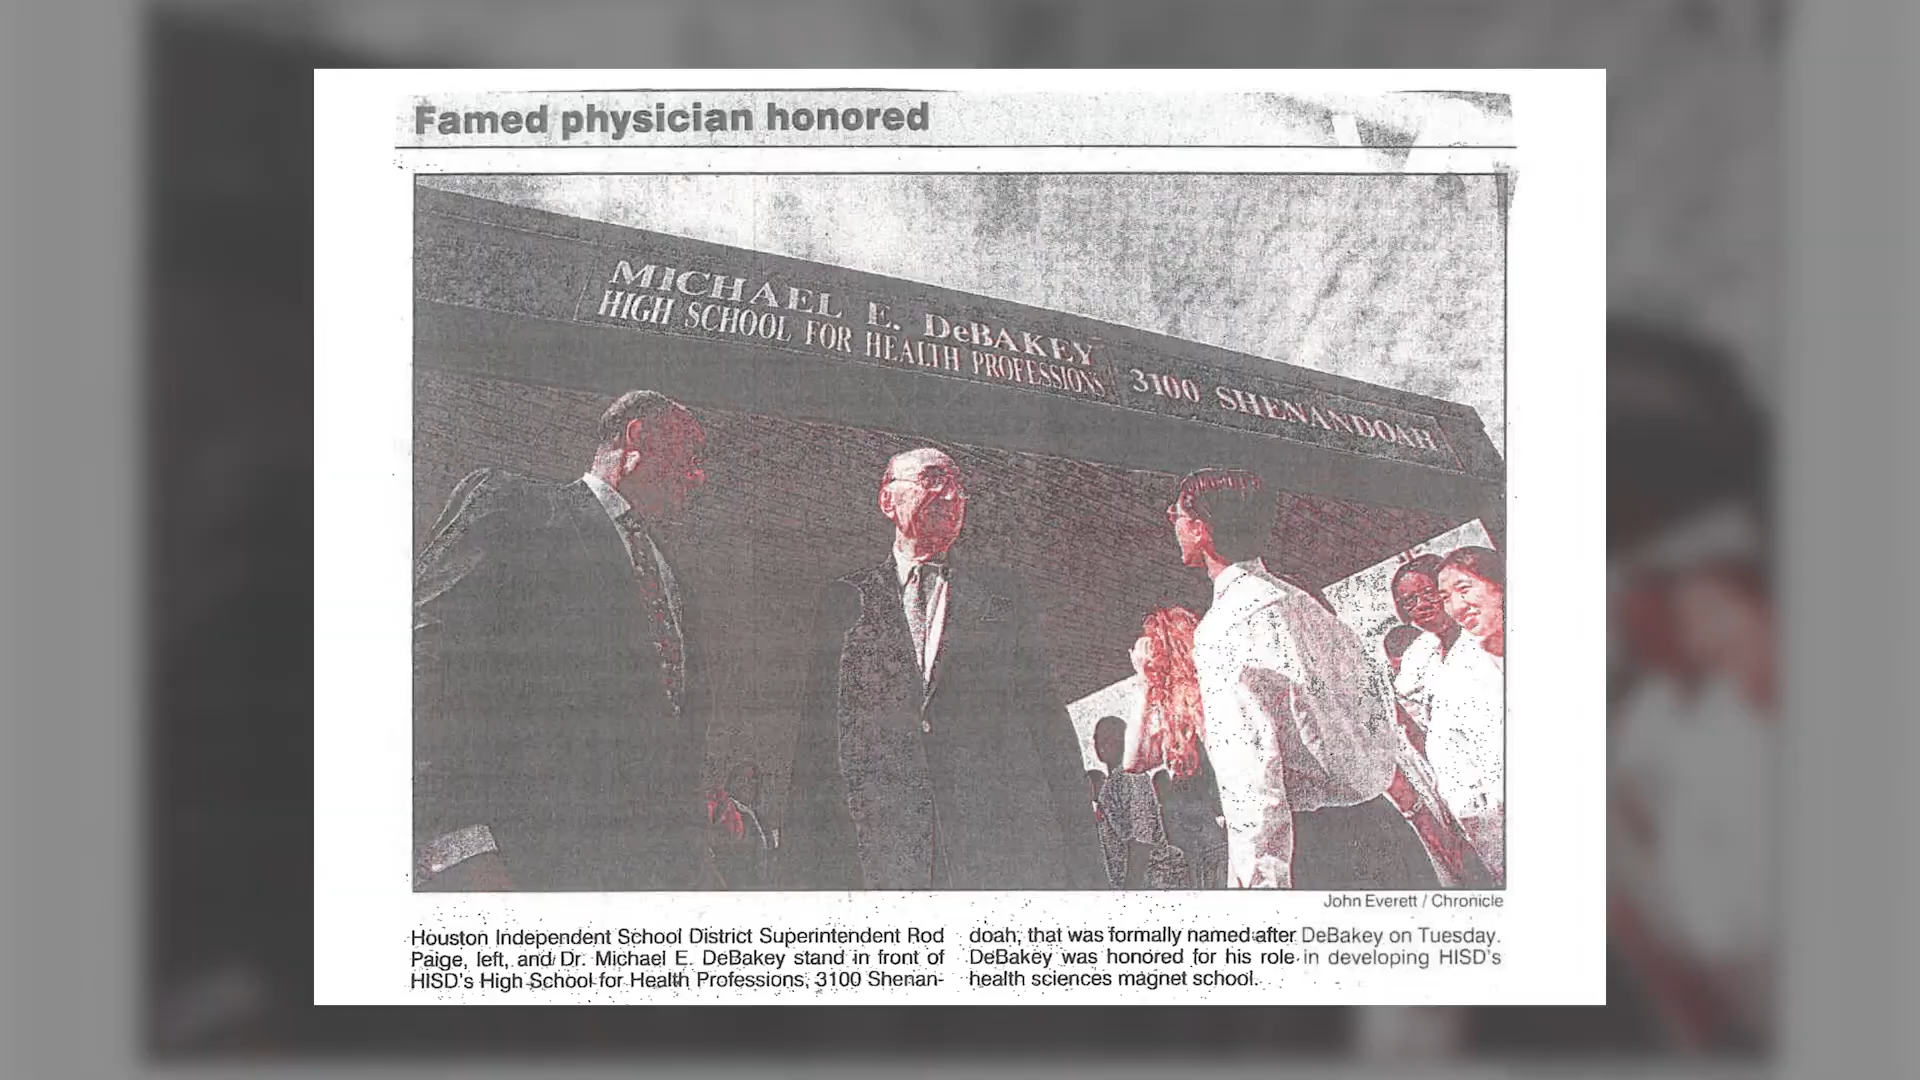 Famed physician honored
MICHAEL E. DeBAKEY
HIGH SCHOOL FOR HEALTH PROFESSIONS
3100 SHENANDOAH
John Everett / Chronicle
Houston Independent School District Superintendent Rod
Paige, left, and Dr. Michael E. DeBakey stand in front of
HISD's High School for Health Professions, 3100 Shenan-
doah, that was formally named after DeBakey on Tuesday.
DeBakey was honored for his role in developing HISD's
health sciences magnet school.